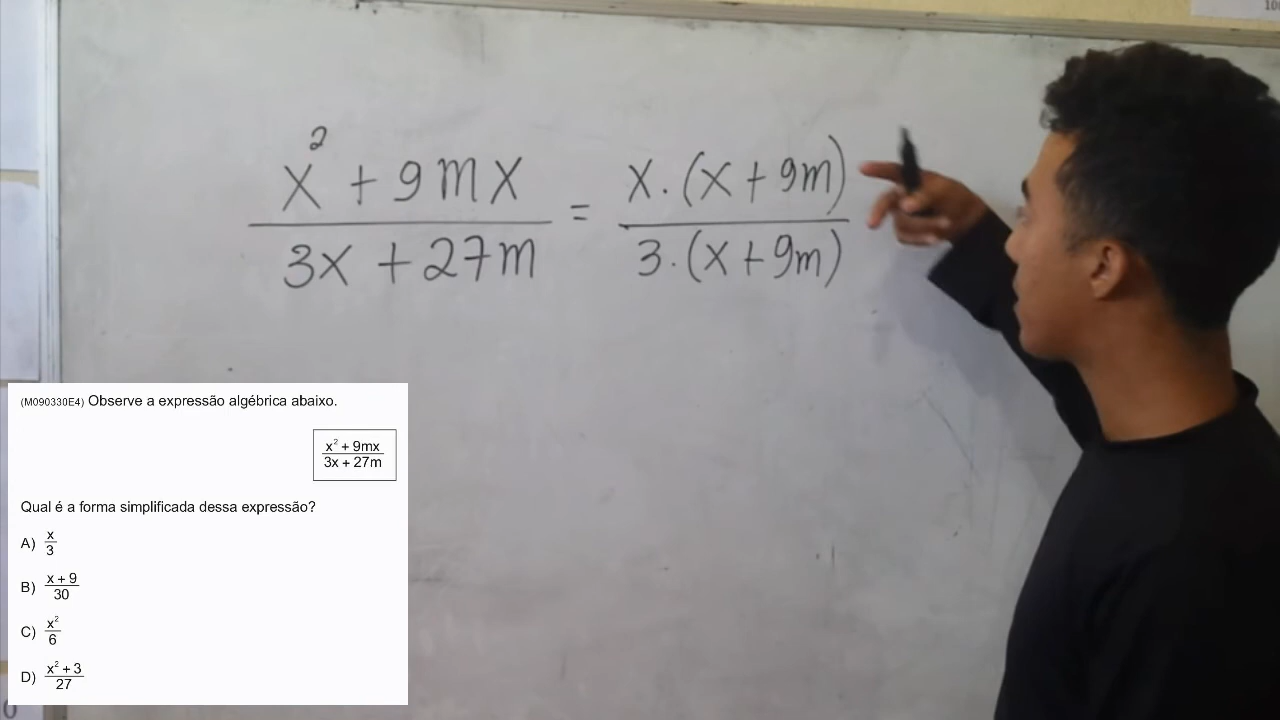 x² + 9mx / 3x + 27m = x.(x + 9m) / 3.(x + 9m)
(M090330E4) Observe a expressão algébrica abaixo.
x² + 9mx
3x + 27m
Qual é a forma simplificada dessa expressão?
A) x/3
B) x + 9/30
C) x²/6
D) x² + 3/27